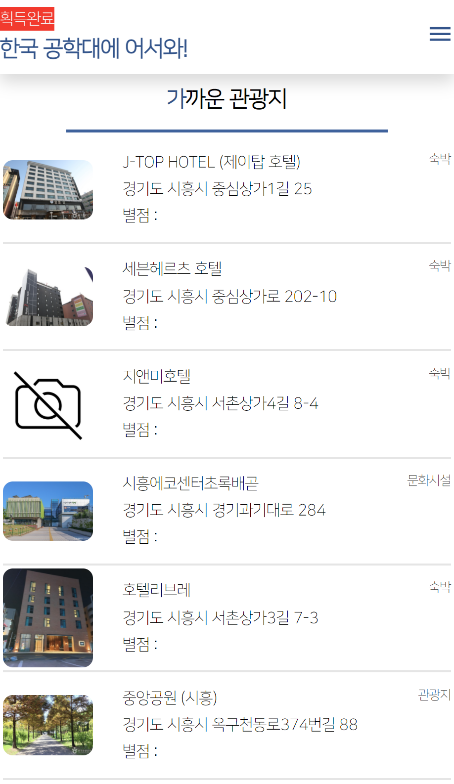 획득완료
한국 공학대에 어서와!
가까운 관광지
J-TOP HOTEL (제이탑 호텔)
숙박
경기도 시흥시 중심상가1길 25
별점 :
세븐헤르츠 호텔
숙박
경기도 시흥시 중심상가로 202-10
별점 :
시앤비호텔
숙박
경기도 시흥시 서촌상가4길 8-4
별점 :
시흥에코센터초록배곧
문화시설
경기도 시흥시 경기과기대로 284
별점 :
호텔리브레
숙박
경기도 시흥시 서촌상가3길 7-3
별점 :
중앙공원 (시흥)
관광지
경기도 시흥시 옥구천동로374번길 88
별점 :